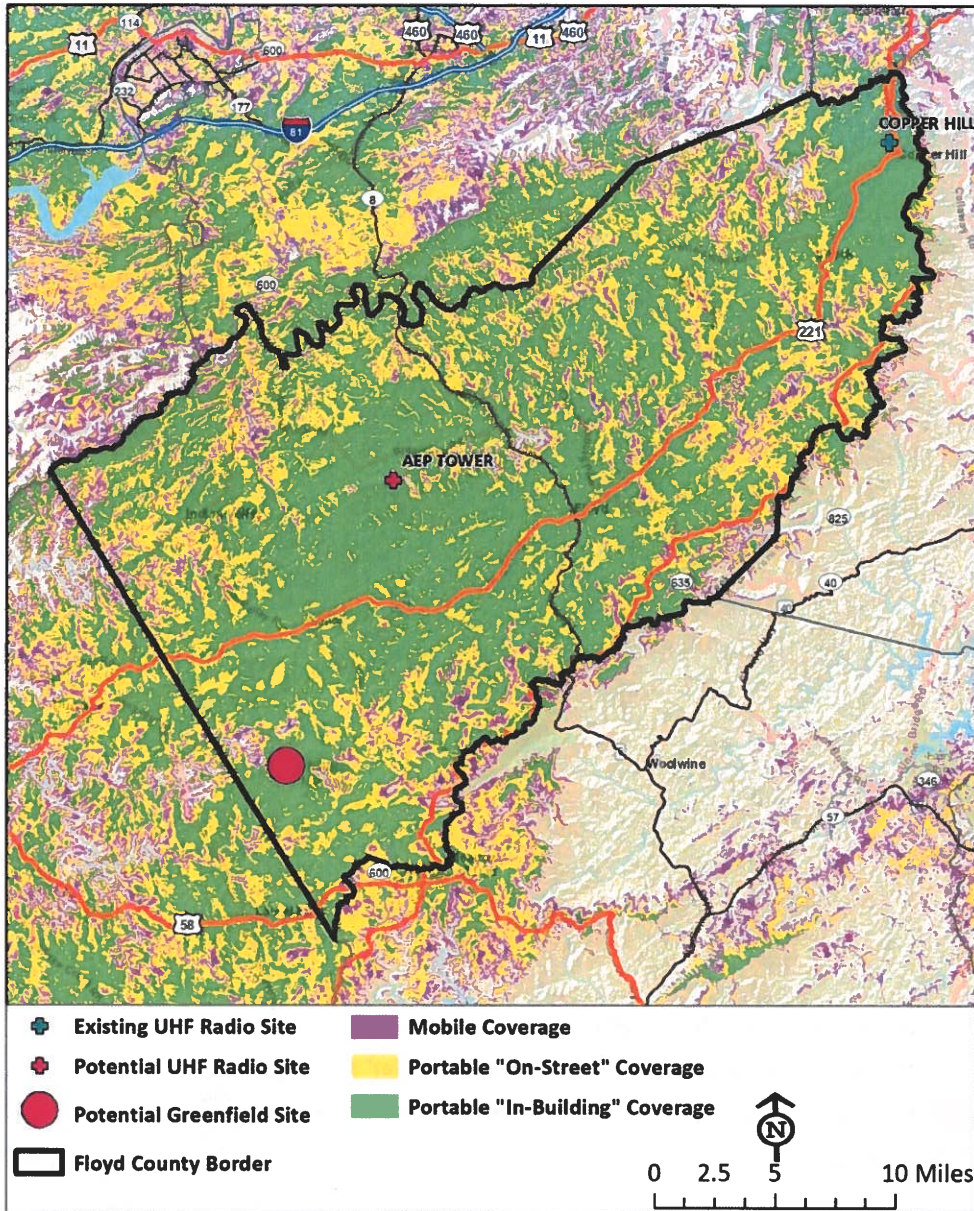 114
11
460
460
11
460
600
232
177
81
COPPER HILL
8
600
221
AEP TOWER
825
635
40
Woolwine
346
57
600
58
Existing UHF Radio Site
Mobile Coverage
Potential UHF Radio Site
Portable "On-Street" Coverage
Potential Greenfield Site
Portable "In-Building" Coverage
Floyd County Border
N
0 2.5 5 10 Miles